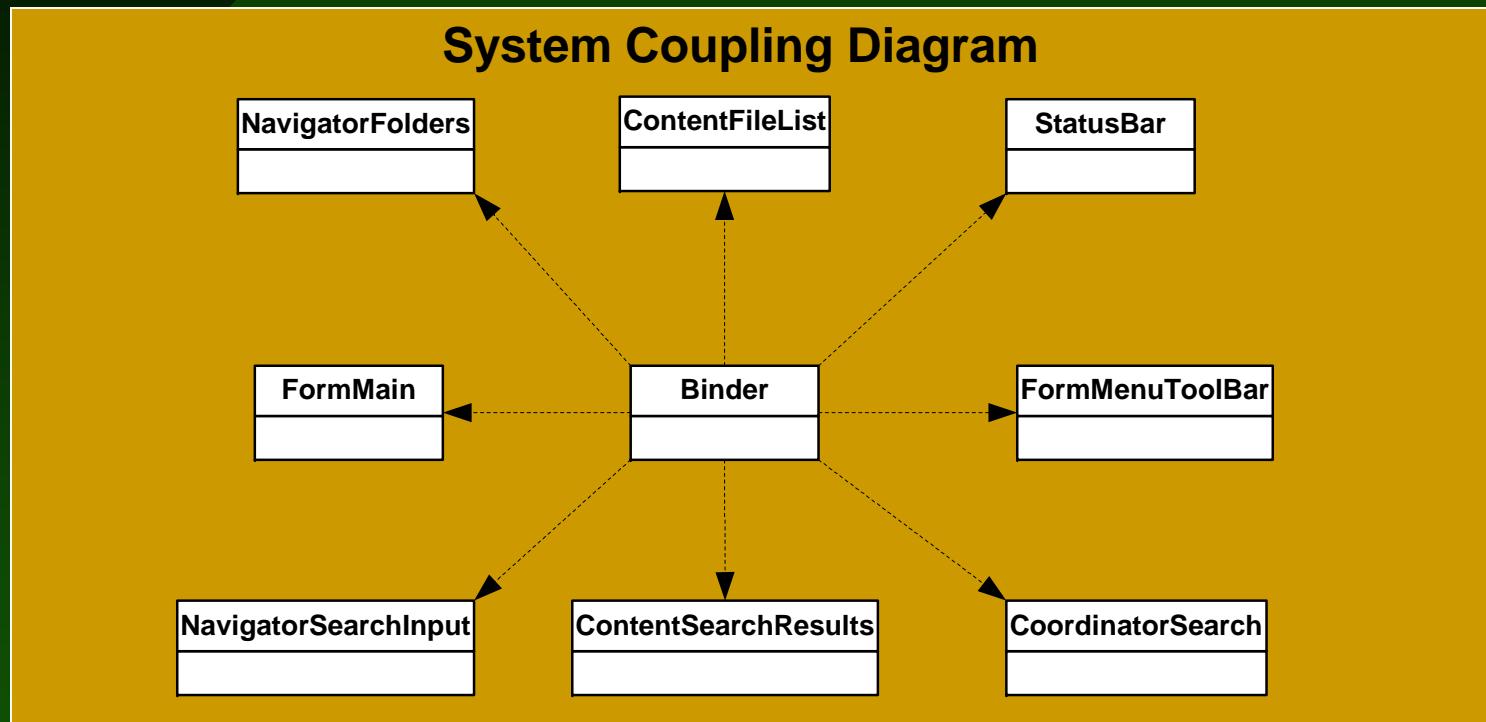 System Coupling Diagram
NavigatorFolders
ContentFileList
StatusBar
FormMain
Binder
FormMenuToolBar
NavigatorSearchInput
ContentSearchResults
CoordinatorSearch